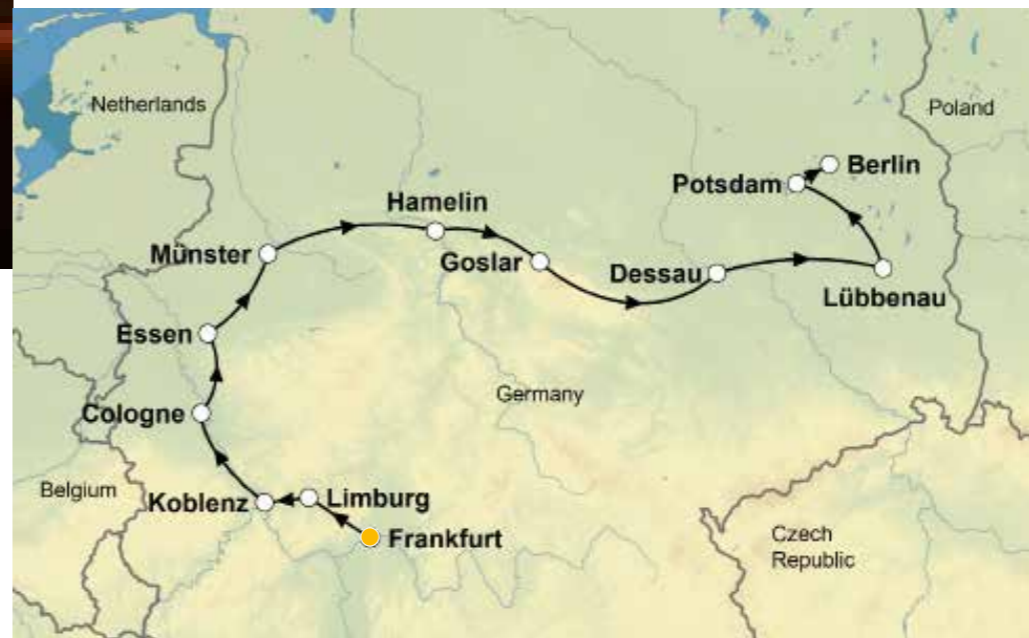 Netherlands
Poland
Berlin
Potsdam
Hamelin
Münster
Goslar
Dessau
Lübbenau
Essen
Germany
Cologne
Belgium
Koblenz
Limburg
Frankfurt
Czech
Republic